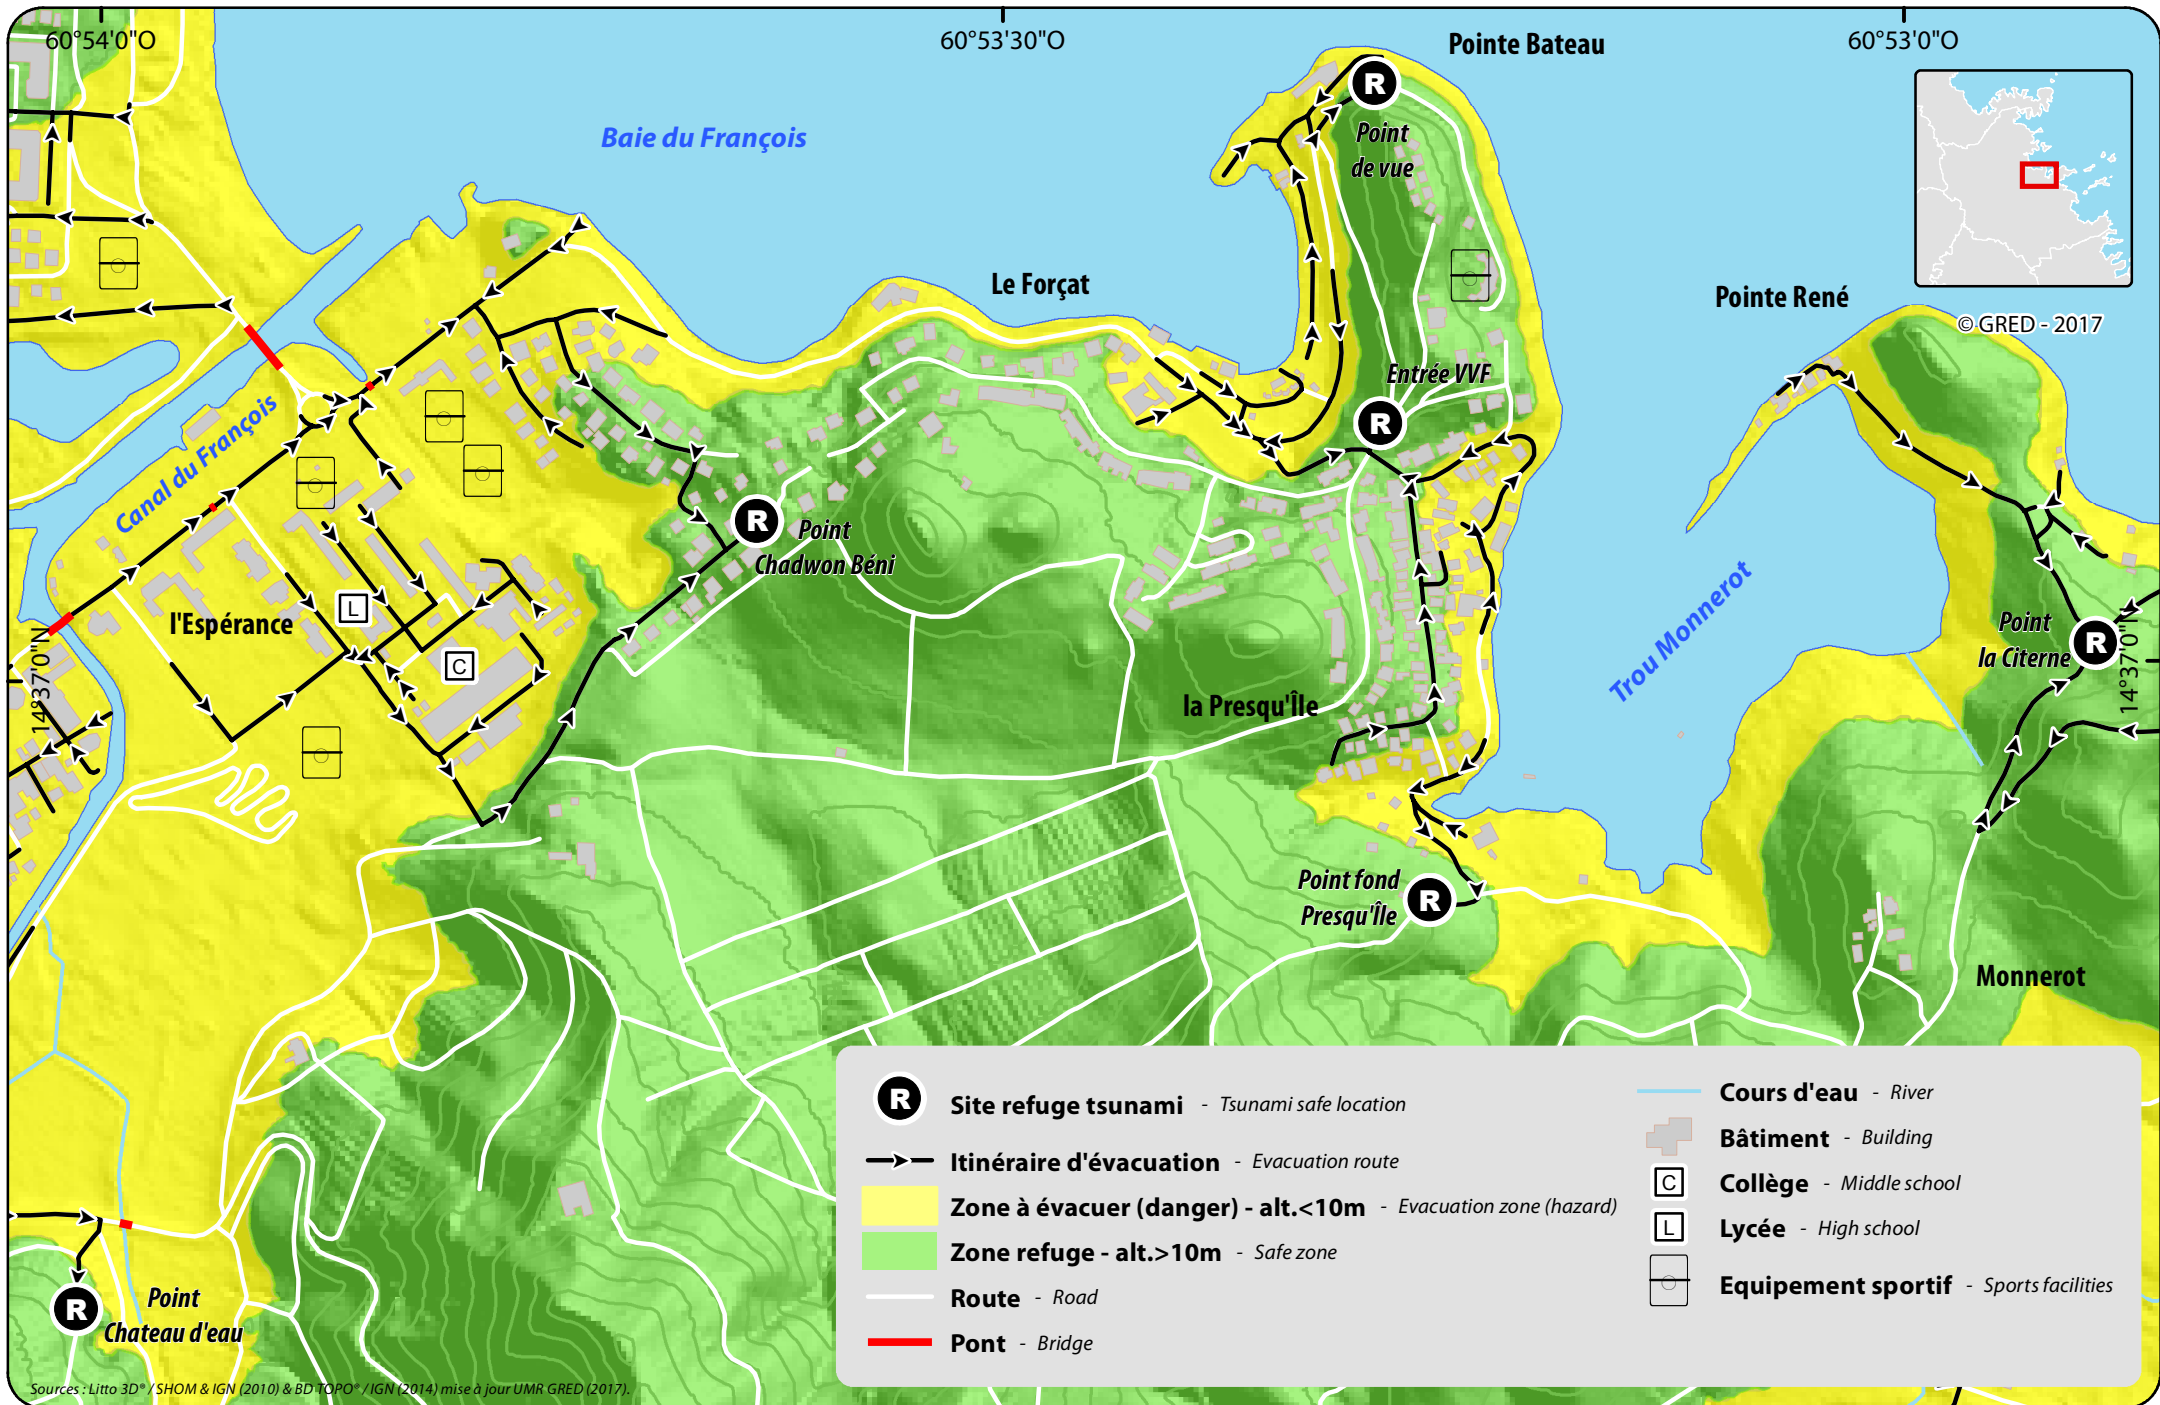 60°54'0"O
60°53'30"O
60°53'0"O
Pointe Bateau
Baie du François
Point
de vue
Le Forçat
Pointe René
© GRED - 2017
Entrée VVF
Canal du François
Point
Chadwon Béni
l'Espérance
L
C
14°37'0"N
la Presqu'Île
Trou Monnerot
Point
la Citerne
14°37'0"N
Point fond
Presqu'Île
Monnerot
R
R
R
R
R
R
Point
Chateau d'eau
R Site refuge tsunami - Tsunami safe location
Itinéraire d'évacuation - Evacuation route
Zone à évacuer (danger) - alt.<10m - Evacuation zone (hazard)
Zone refuge - alt.>10m - Safe zone
Route - Road
Pont - Bridge
Cours d'eau - River
Bâtiment - Building
C Collège - Middle school
L Lycée - High school
Equipement sportif - Sports facilities
Sources : Litto 3D® / SHOM & IGN (2010) & BD TOPO® / IGN (2014) mise à jour UMR GRED (2017).